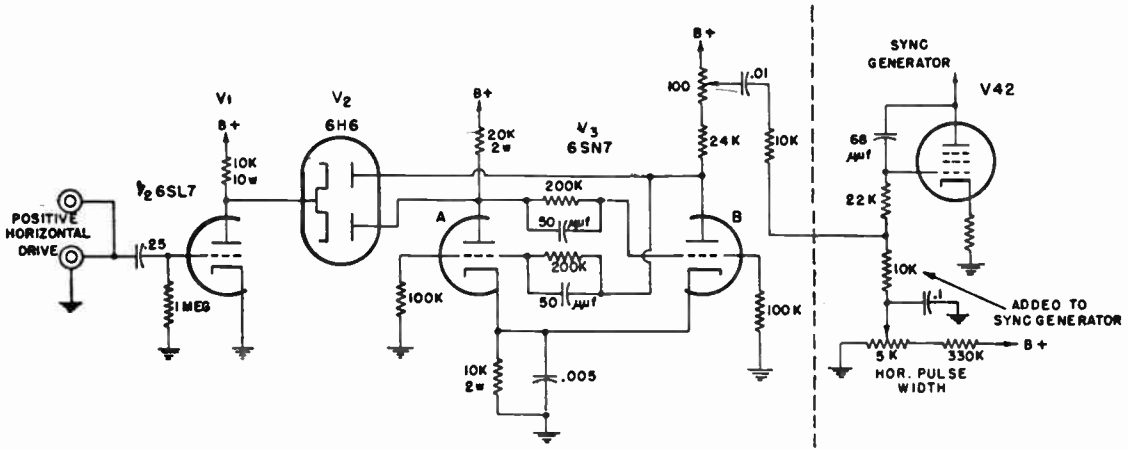 V1
B+
10K
10W
½ 6SL7
POSITIVE
HORIZONTAL
DRIVE
.25
1 MEG
V2
6H6
B+
20K
2W
V3
6SN7
A
200K
50 μμf
200K
50 μμf
100K
10K
2W
.005
B+
100
.01
24K
10K
B
100K
SYNC
GENERATOR
V42
68
μμf
22K
10K
.1
ADDED TO
SYNC GENERATOR
5K
330K
B+
HOR. PULSE
WIDTH